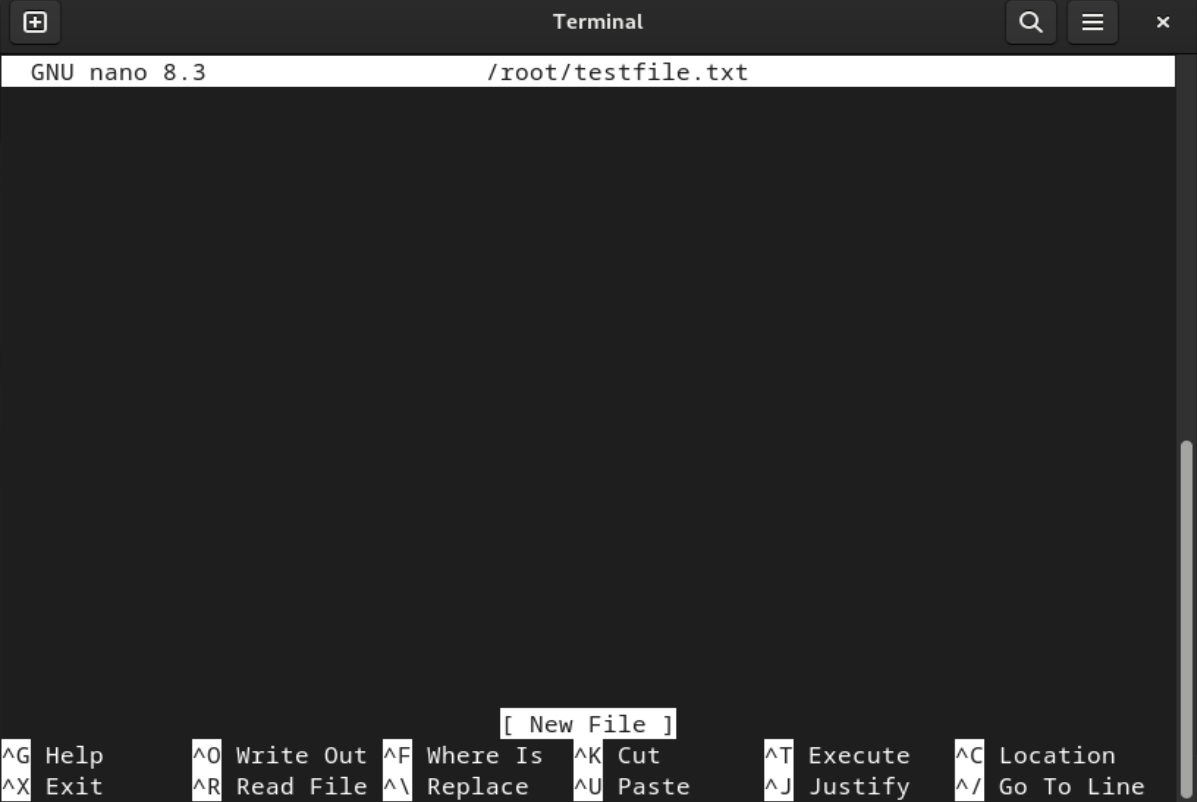 Terminal
GNU nano 8.3 /root/testfile.txt
[ New File ]
^G Help ^O Write Out ^F Where Is ^K Cut ^T Execute ^C Location
^X Exit ^R Read File ^\ Replace ^U Paste ^J Justify ^/ Go To Line